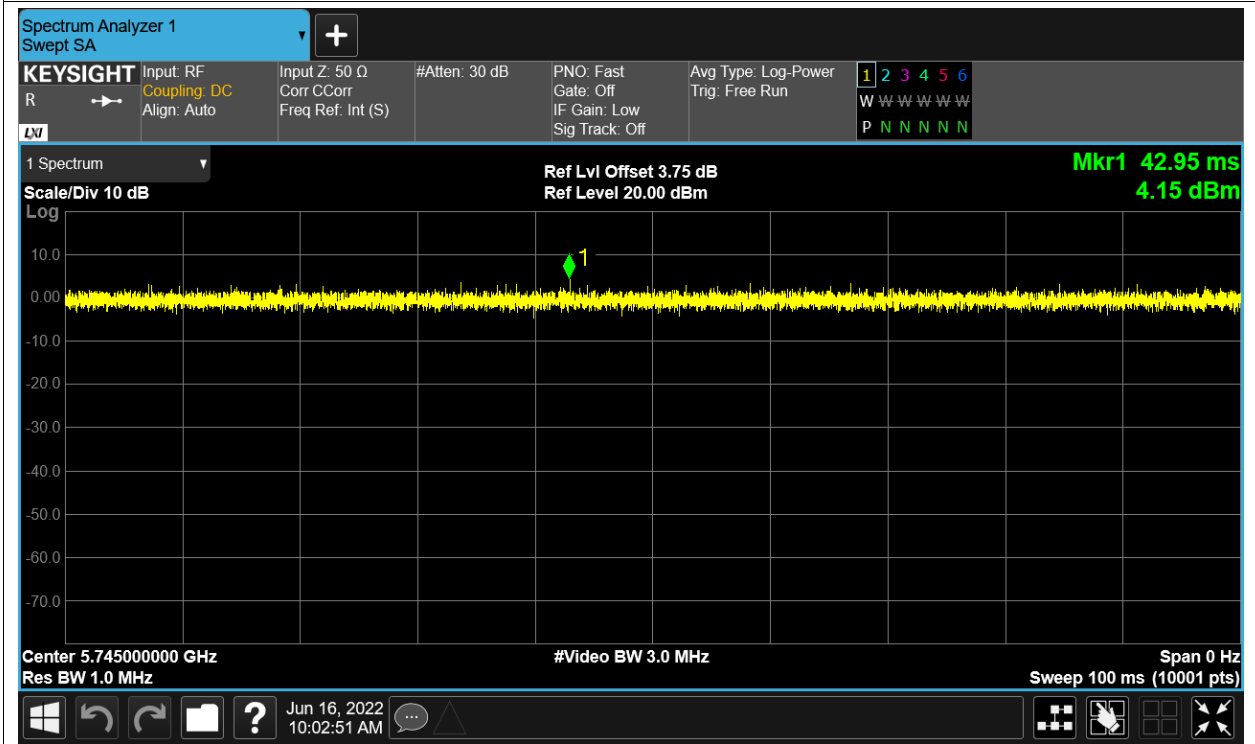 Spectrum Analyzer 1
Swept SA
KEYSIGHT
R
LXI
Input: RF
Coupling: DC
Align: Auto
Input Z: 50 Ω
Corr CCorr
Freq Ref: Int (S)
#Atten: 30 dB
PNO: Fast
Gate: Off
IF Gain: Low
Sig Track: Off
Avg Type: Log-Power
Trig: Free Run
1 2 3 4 5 6
W W W W W W
P N N N N N
1 Spectrum
Scale/Div 10 dB
Ref Lvl Offset 3.75 dB
Ref Level 20.00 dBm
Mkr1 42.95 ms
4.15 dBm
Log
10.0
1
0.00
-10.0
-20.0
-30.0
-40.0
-50.0
-60.0
-70.0
Center 5.745000000 GHz
#Video BW 3.0 MHz
Span 0 Hz
Res BW 1.0 MHz
Sweep 100 ms (10001 pts)
?
Jun 16, 2022
10:02:51 AM